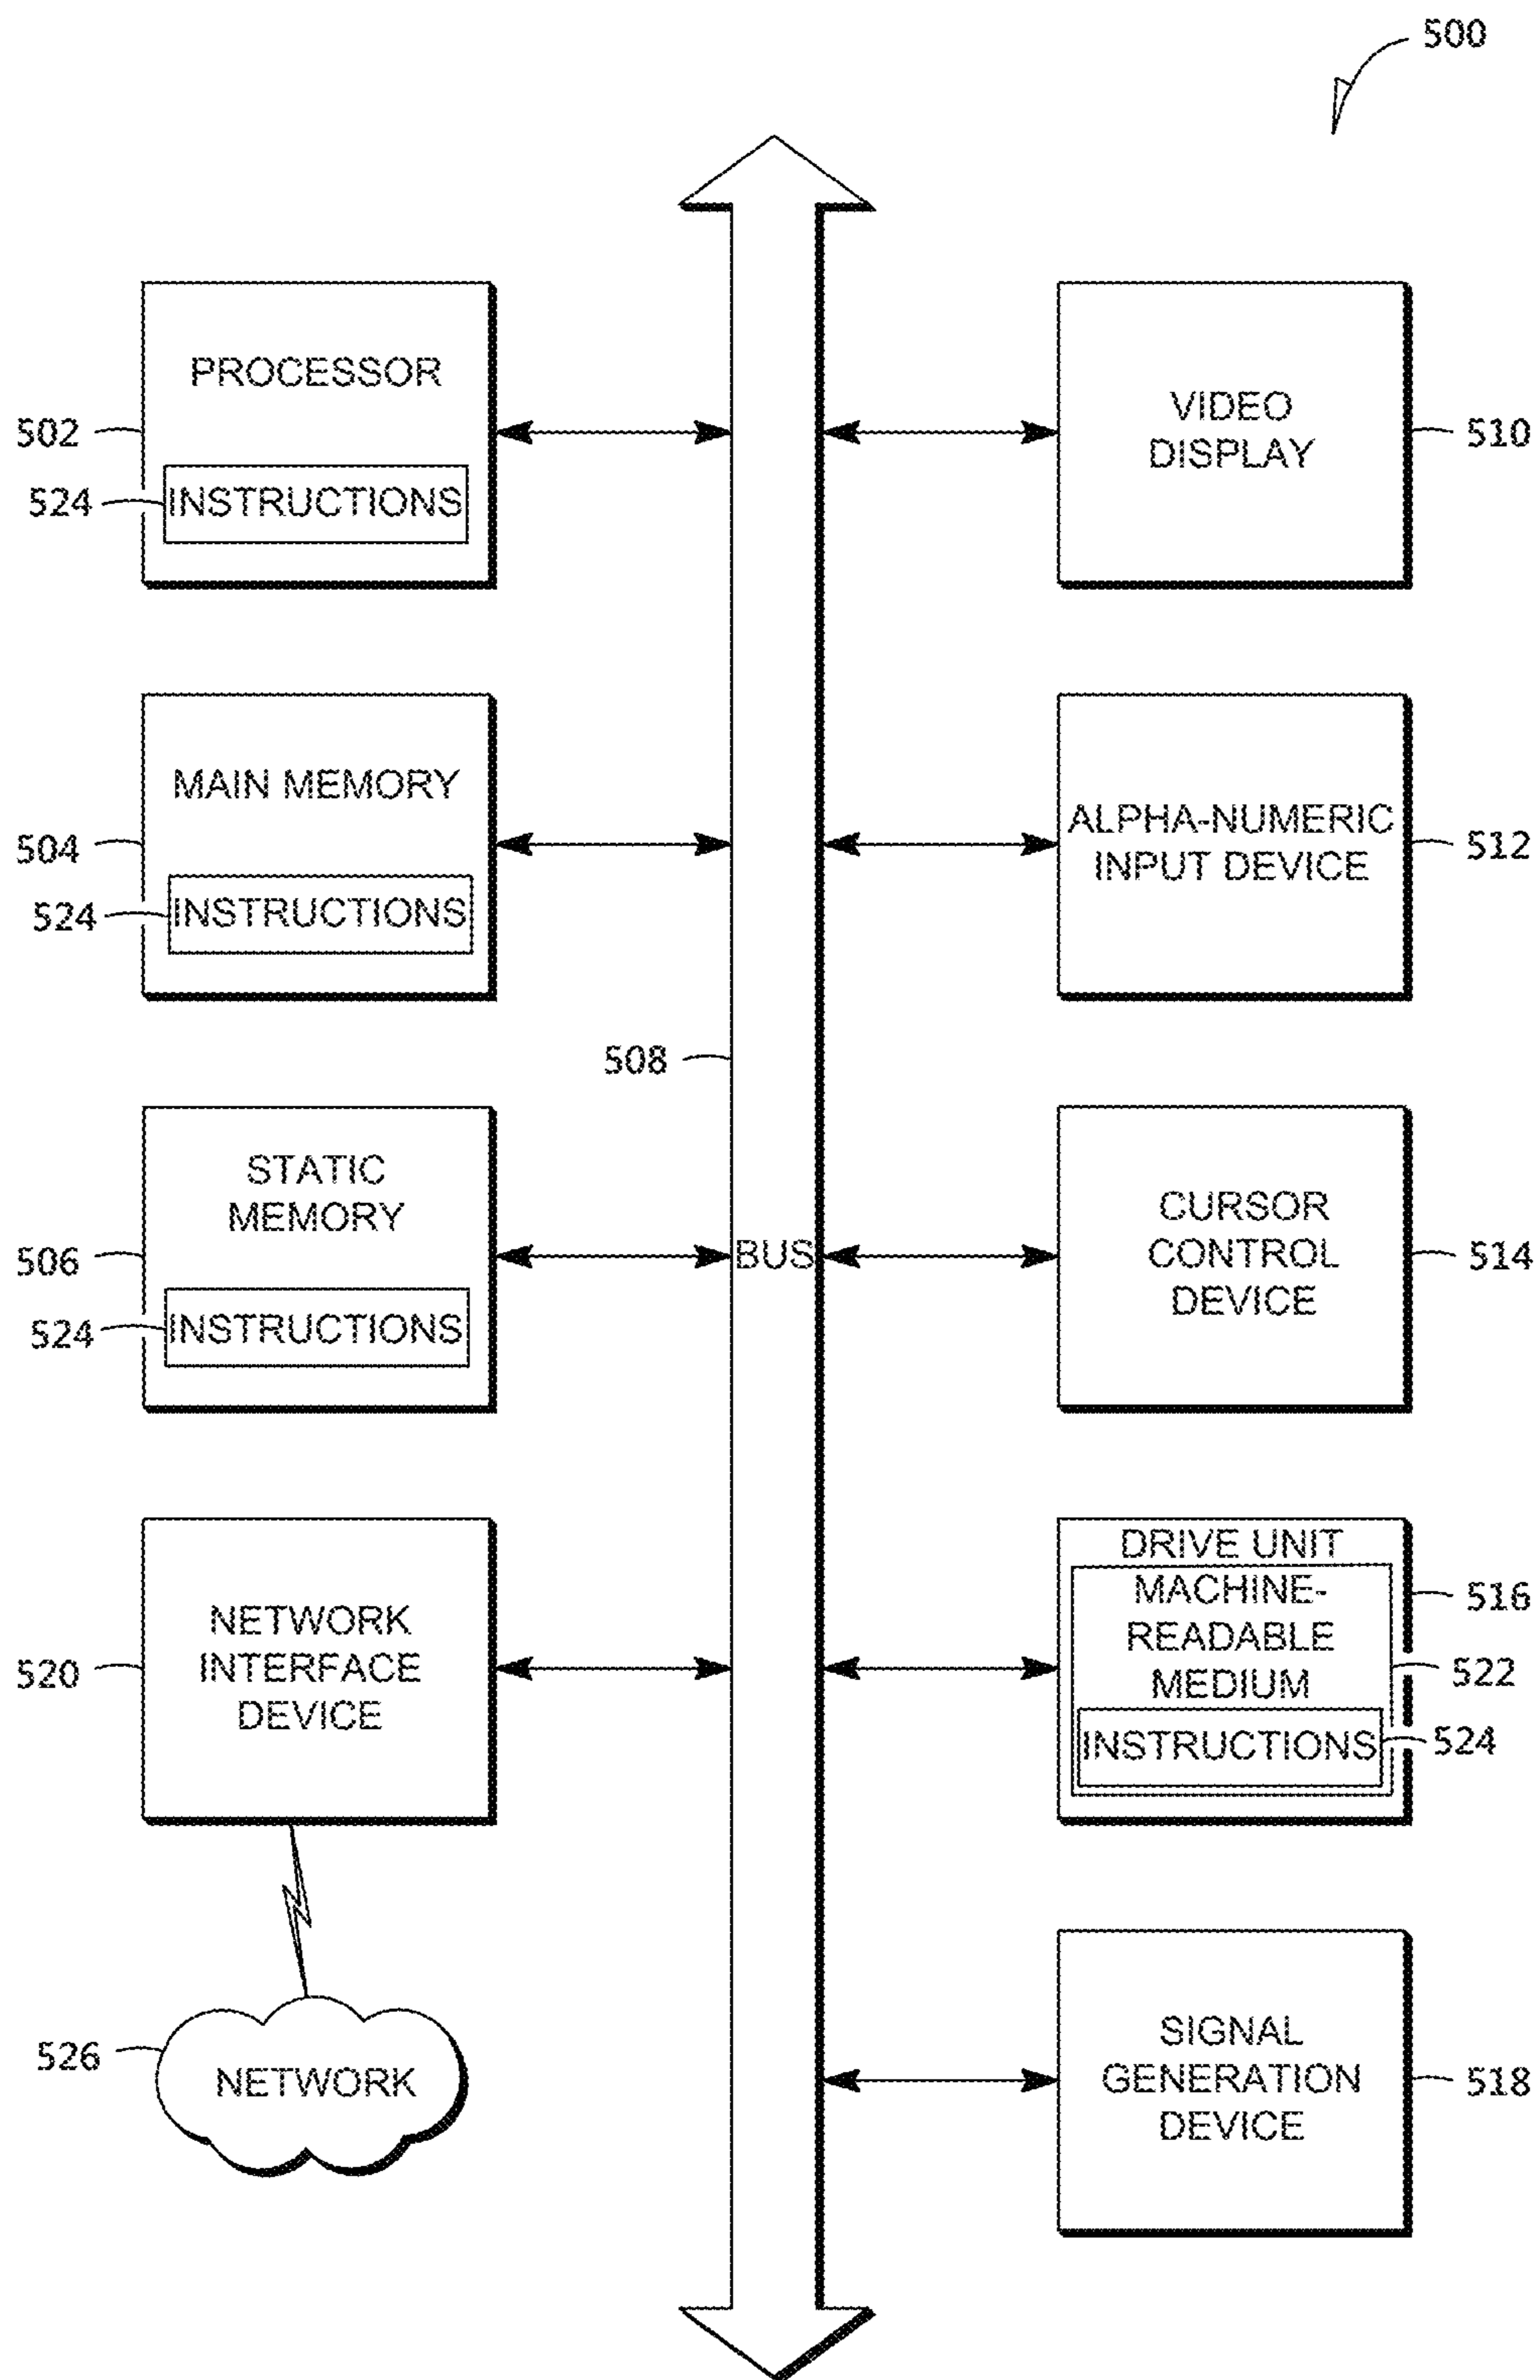 500
PROCESSOR
502
524
INSTRUCTIONS
VIDEO
DISPLAY
510
MAIN MEMORY
504
524
INSTRUCTIONS
ALPHA-NUMERIC
INPUT DEVICE
512
508
BUS
STATIC
MEMORY
506
524
INSTRUCTIONS
CURSOR
CONTROL
DEVICE
514
NETWORK
INTERFACE
DEVICE
520
DRIVE UNIT
MACHINE-
READABLE
MEDIUM
INSTRUCTIONS
516
522
524
526
NETWORK
SIGNAL
GENERATION
DEVICE
518